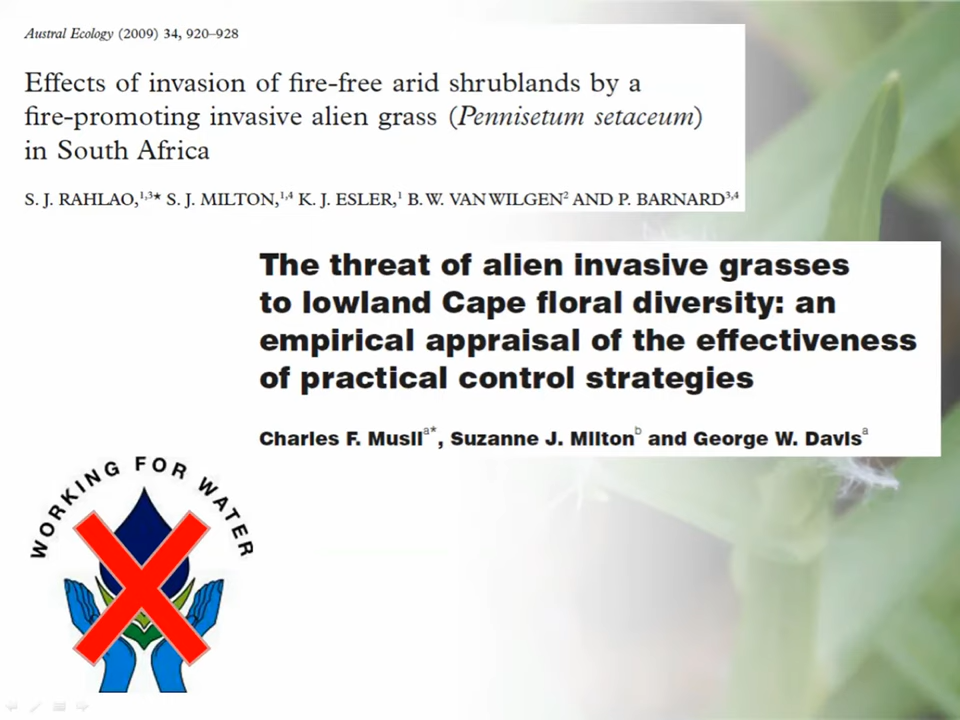 Austral Ecology (2009) 34, 920–928
Effects of invasion of fire-free arid shrublands by a
fire-promoting invasive alien grass (Pennisetum setaceum)
in South Africa
S. J. RAHLAO,1,3* S. J. MILTON,1,4 K. J. ESLER,1 B. W. VAN WILGEN2 AND P. BARNARD3,4
The threat of alien invasive grasses
to lowland Cape floral diversity: an
empirical appraisal of the effectiveness
of practical control strategies
Charles F. Musil a*, Suzanne J. Milton b and George W. Davis a
WORKING FOR WATER